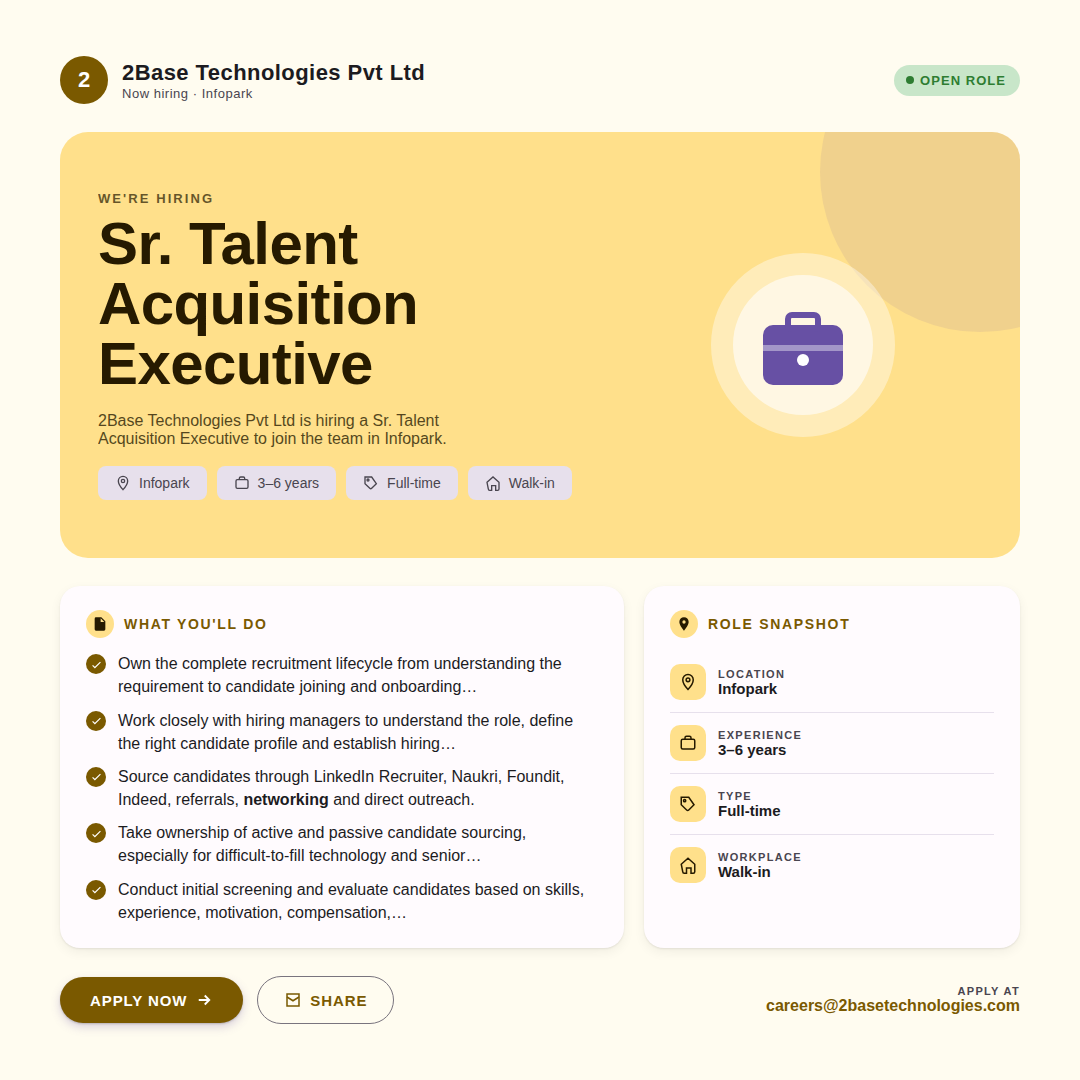 2
2Base Technologies Pvt Ltd
Now hiring · Infopark
OPEN ROLE
WE'RE HIRING
Sr. Talent
Acquisition
Executive
2Base Technologies Pvt Ltd is hiring a Sr. Talent
Acquisition Executive to join the team in Infopark.
Infopark
3–6 years
Full-time
Walk-in
WHAT YOU'LL DO
Own the complete recruitment lifecycle from understanding the
requirement to candidate joining and onboarding…
Work closely with hiring managers to understand the role, define
the right candidate profile and establish hiring…
Source candidates through LinkedIn Recruiter, Naukri, Foundit,
Indeed, referrals, networking and direct outreach.
Take ownership of active and passive candidate sourcing,
especially for difficult-to-fill technology and senior…
Conduct initial screening and evaluate candidates based on skills,
experience, motivation, compensation,…
ROLE SNAPSHOT
LOCATION
Infopark
EXPERIENCE
3–6 years
TYPE
Full-time
WORKPLACE
Walk-in
APPLY NOW
SHARE
APPLY AT
careers@2basetechnologies.com